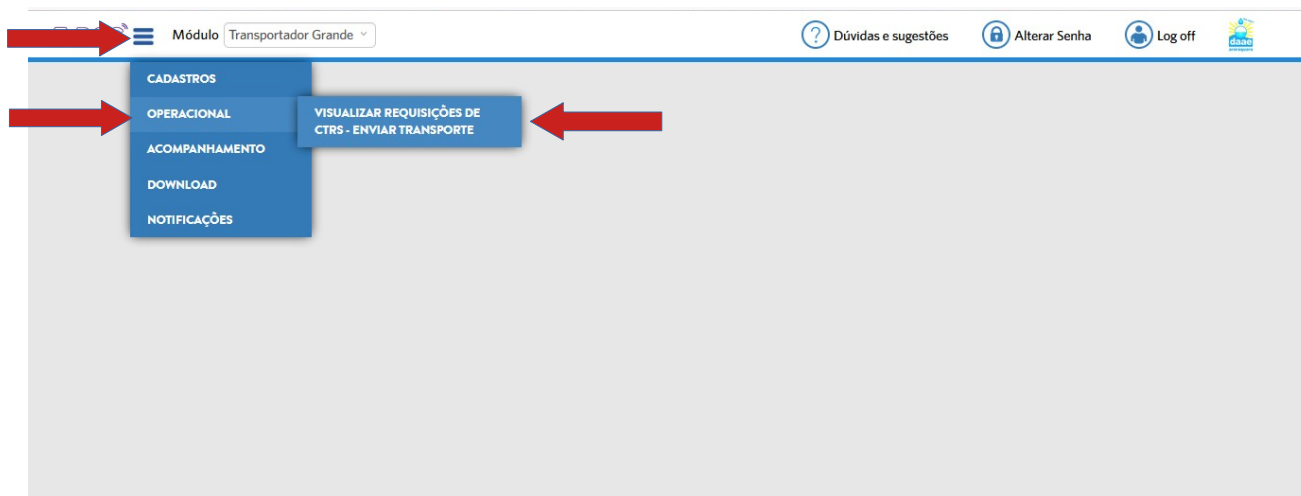 Módulo Transportador Grande Dúvidas e sugestões Alterar Senha Log off daae
CADASTROS
OPERACIONAL
VISUALIZAR REQUISIÇÕES DE
CTRS - ENVIAR TRANSPORTE
ACOMPANHAMENTO
DOWNLOAD
NOTIFICAÇÕES